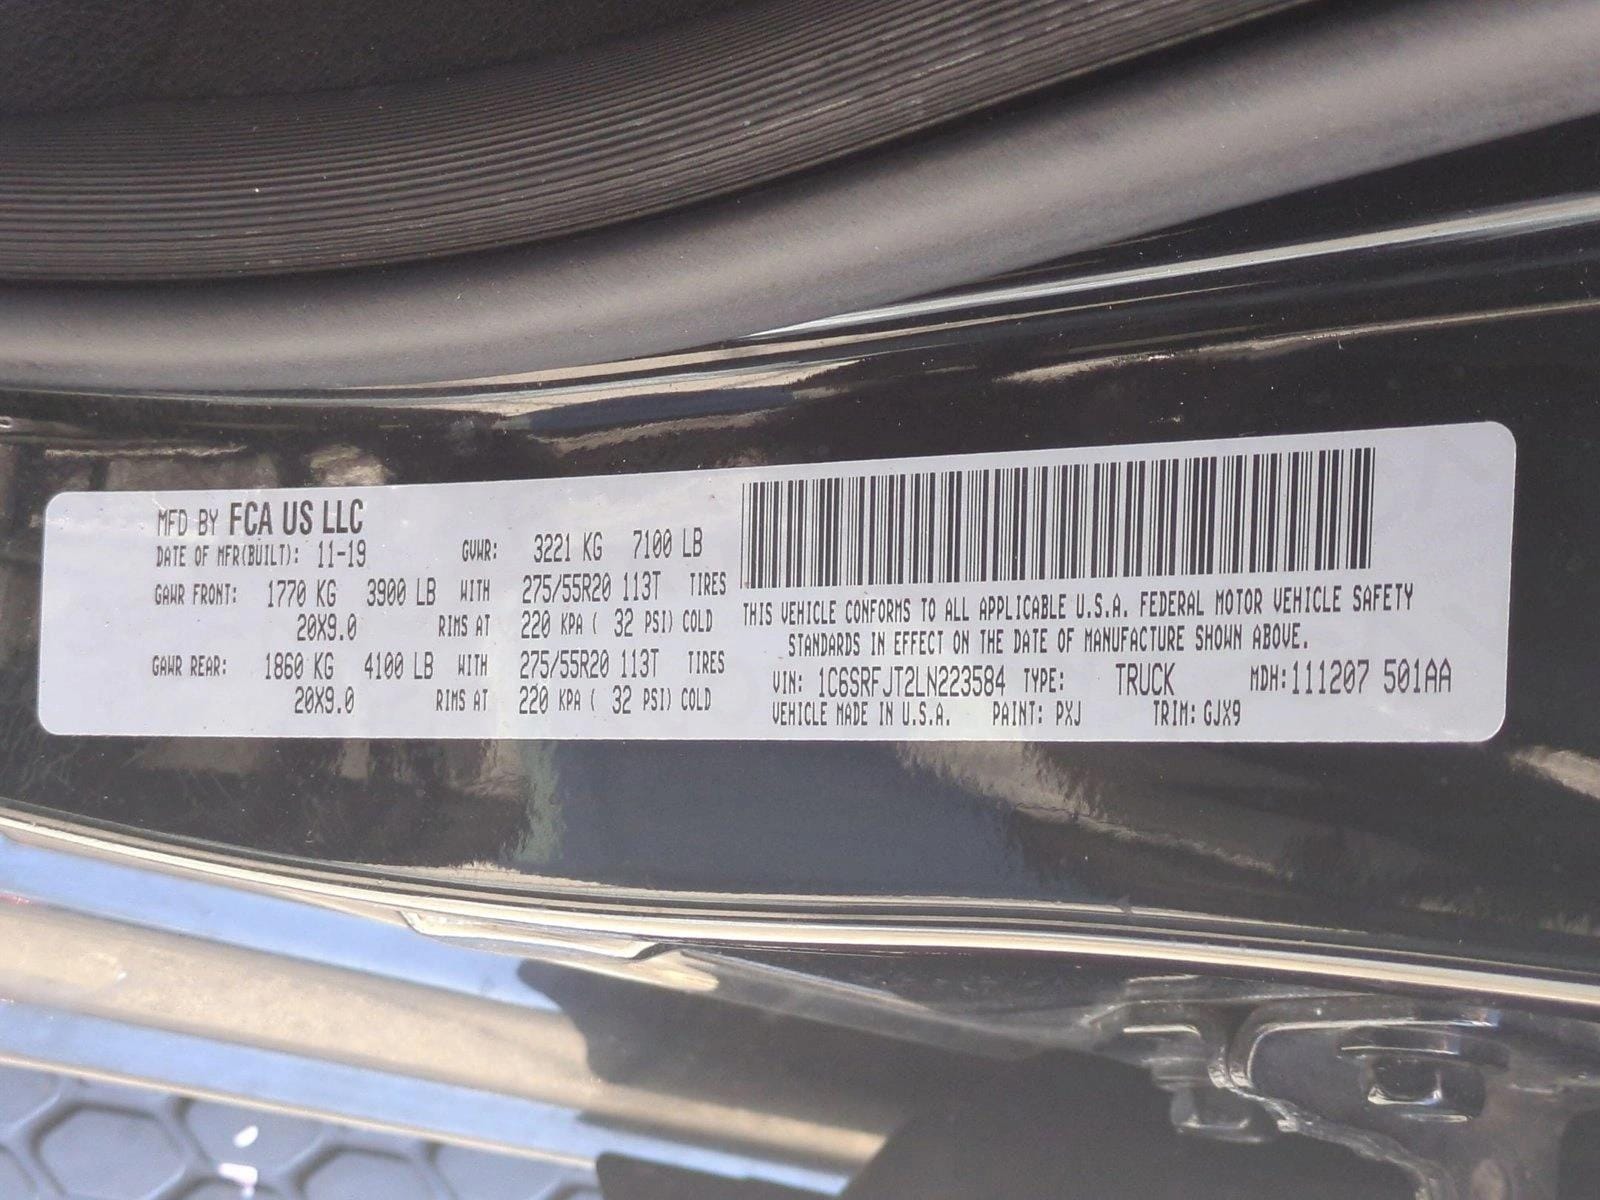 MFD BY FCA US LLC
DATE OF MFR(BUILT): 11-19 GVWR: 3221 KG 7100 LB
GAWR FRONT: 1770 KG 3900 LB WITH 275/55R20 113T TIRES
20X9.0 RIMS AT 220 KPA ( 32 PSI) COLD
GAWR REAR: 1860 KG 4100 LB WITH 275/55R20 113T TIRES
20X9.0 RIMS AT 220 KPA ( 32 PSI) COLD
THIS VEHICLE CONFORMS TO ALL APPLICABLE U.S.A. FEDERAL MOTOR VEHICLE SAFETY
STANDARDS IN EFFECT ON THE DATE OF MANUFACTURE SHOWN ABOVE.
VIN: 1C6SRFJT2LN223584 TYPE: TRUCK MDH: 111207 501AA
VEHICLE MADE IN U.S.A. PAINT: PXJ TRIM: GJX9